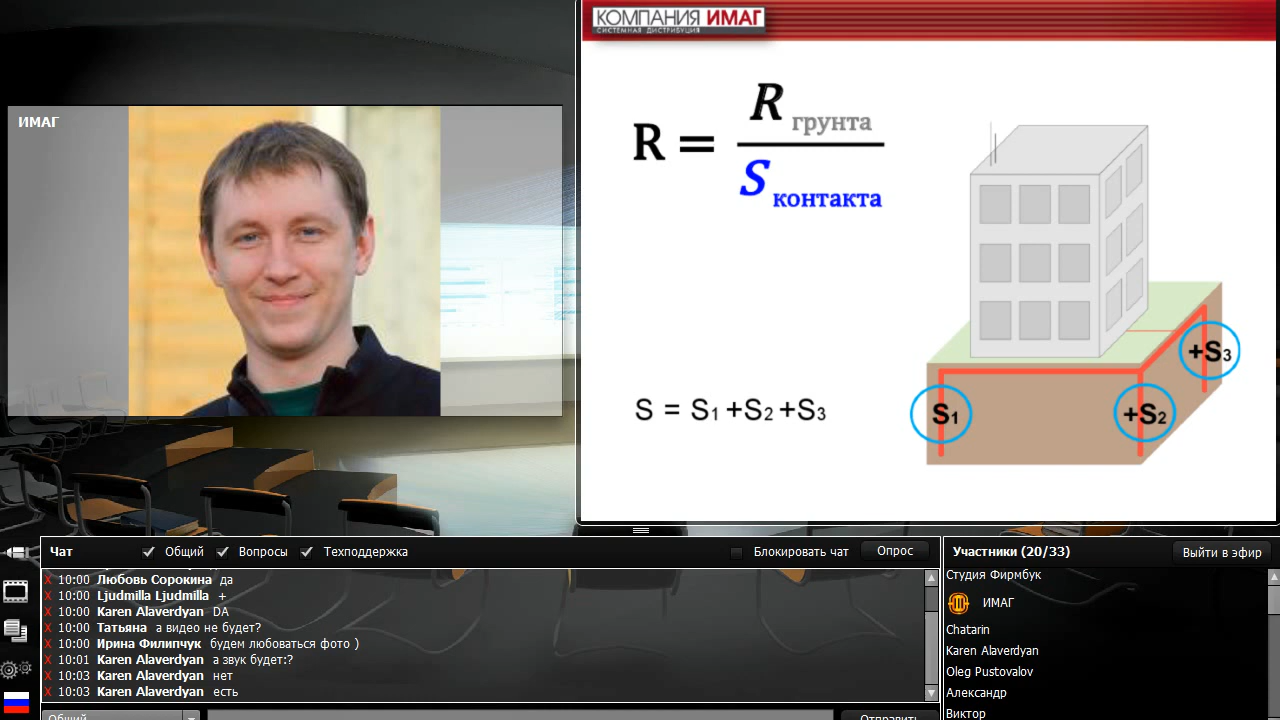 КОМПАНИЯ ИМАГ
СИСТЕМНАЯ ДИСТРИБУЦИЯ
ИМАГ
R = R грунта
S контакта
S = S1 +S2 +S3
S1
+S2
+S3
Чат
Общий
Вопросы
Техподдержка
Блокировать чат
Опрос
X 10:00 Любовь Сорокина да
X 10:00 Ljudmilla Ljudmilla +
X 10:00 Karen Alaverdyan DA
X 10:00 Татьяна а видео не будет?
X 10:00 Ирина Филипчук будем любоваться фото )
X 10:01 Karen Alaverdyan а звук будет:?
X 10:03 Karen Alaverdyan нет
X 10:03 Karen Alaverdyan есть
Общий
Отправить
Участники (20/33)
Выйти в эфир
Студия Фирмбук
ИМАГ
Chatarin
Karen Alaverdyan
Oleg Pustovalov
Александр
Виктор